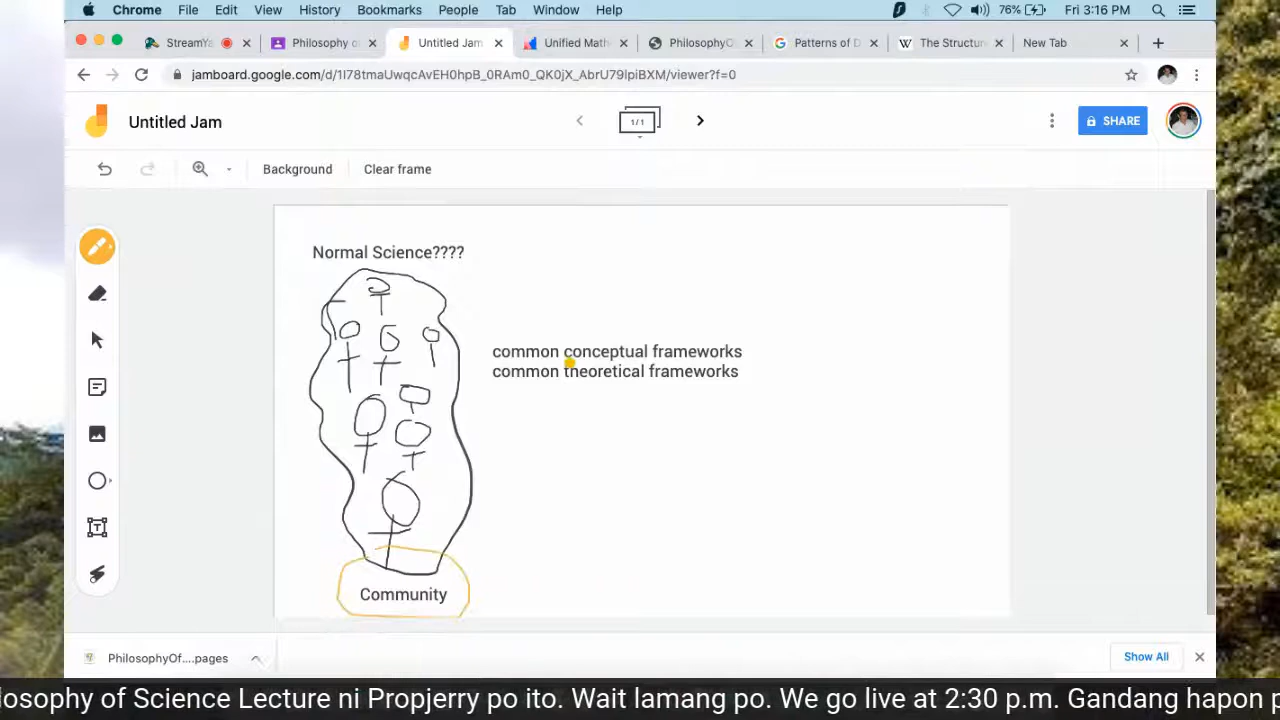 Chrome File Edit View History Bookmarks People Tab Window Help 76% Fri 3:16 PM
StreamYa Philosophy of Untitled Jam Unified Math PhilosophyO Patterns of D The Structur New Tab
jamboard.google.com/d/1I78tmaUwqcAvEH0hpB_0RAm0_QK0jX_AbrU79IpiBXM/viewer?f=0
Untitled Jam 1/1 SHARE
Background Clear frame
Normal Science????
common conceptual frameworks
common theoretical frameworks
Community
PhilosophyOf....pages Show All
losophy of Science Lecture ni Propjerry po ito. Wait lamang po. We go live at 2:30 p.m. Gandang hapon p